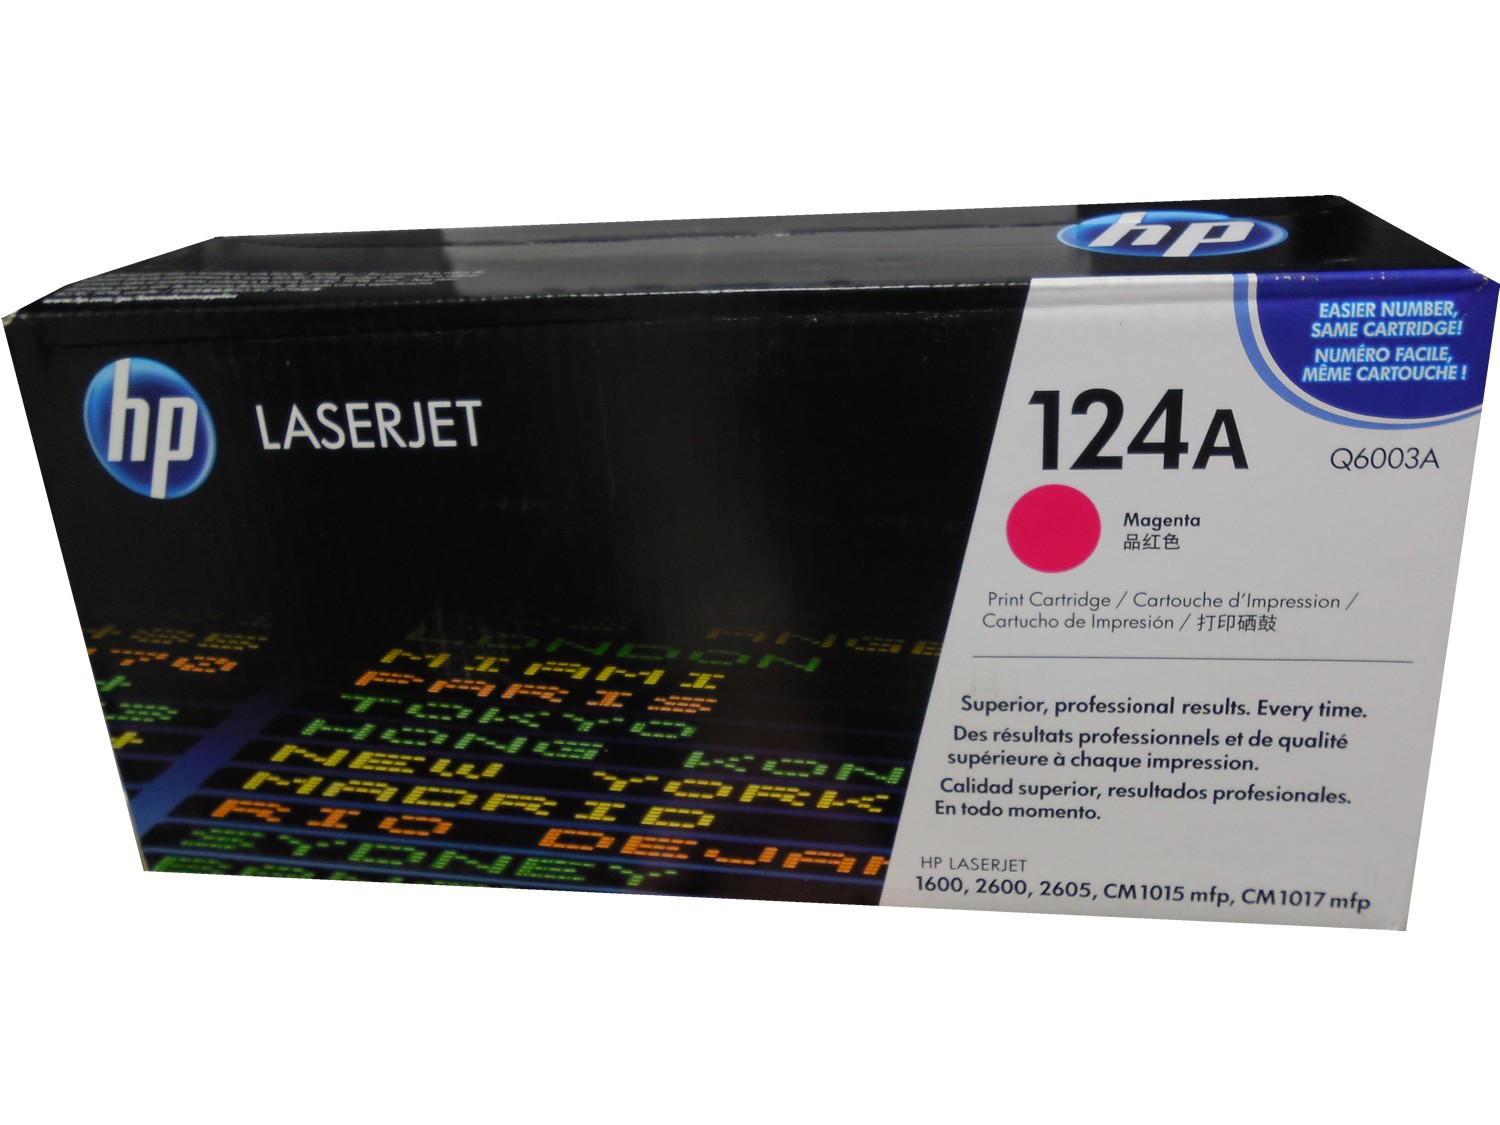 hp
hp
LASERJET
EASIER NUMBER,
SAME CARTRIDGE!
NUMÉRO FACILE,
MÊME CARTOUCHE !
124A
Q6003A
Magenta
品红色
Print Cartridge / Cartouche d'Impression /
Cartucho de Impresión / 打印硒鼓
Superior, professional results. Every time.
Des résultats professionnels et de qualité
supérieure à chaque impression.
Calidad superior, resultados profesionales.
En todo momento.
HP LASERJET
1600, 2600, 2605, CM1015 mfp, CM1017 mfp
LONDON
MIAMI
PARIS
TOKYO
HONG KON
NEW YORK
MADRID
RIO DEJAN
SYDNEY